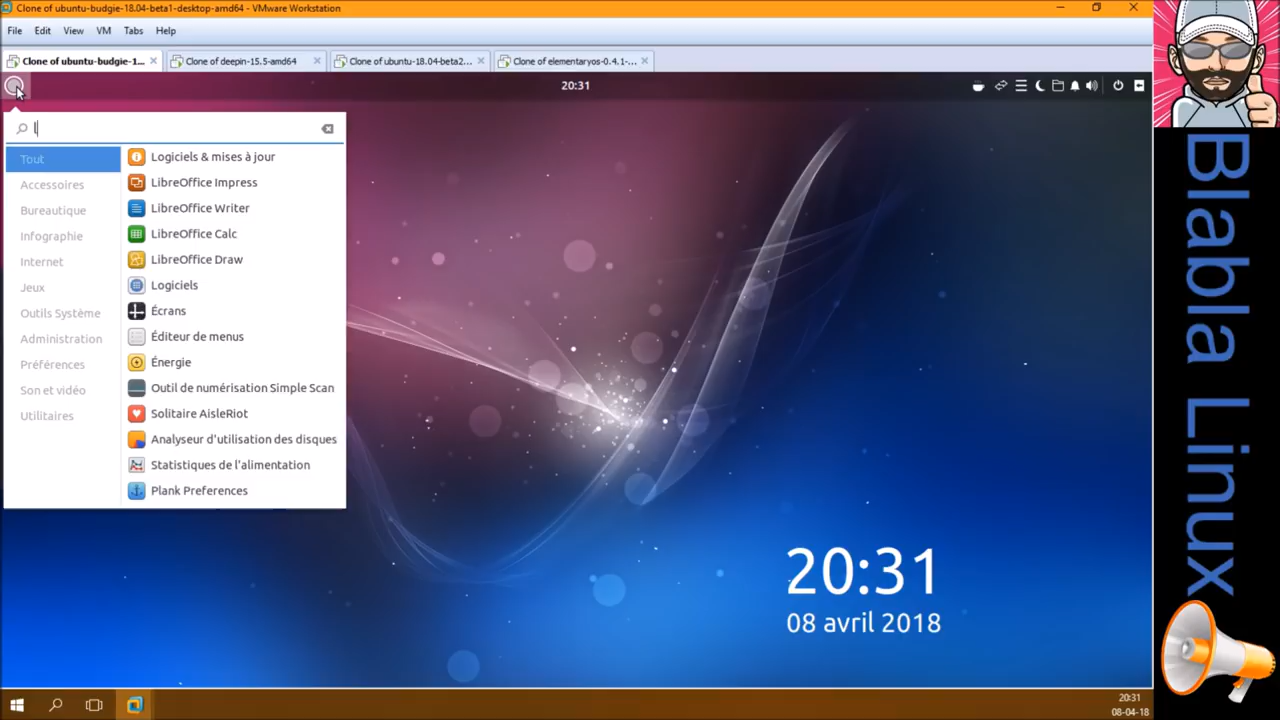 Clone of ubuntu-budgie-18.04-beta1-desktop-amd64 - VMware Workstation
File Edit View VM Tabs Help
Clone of ubuntu-budgie-1... Clone of deepin-15.5-amd64 Clone of ubuntu-18.04-beta2... Clone of elementaryos-0.4.1-...
20:31
l
Tout
Accessoires
Bureautique
Infographie
Internet
Jeux
Outils Système
Administration
Préférences
Son et vidéo
Utilitaires
Logiciels & mises à jour
LibreOffice Impress
LibreOffice Writer
LibreOffice Calc
LibreOffice Draw
Logiciels
Écrans
Éditeur de menus
Énergie
Outil de numérisation Simple Scan
Solitaire AisleRiot
Analyseur d'utilisation des disques
Statistiques de l'alimentation
Plank Preferences
20:31
08 avril 2018
20:31
08-04-18
Blabla Linux